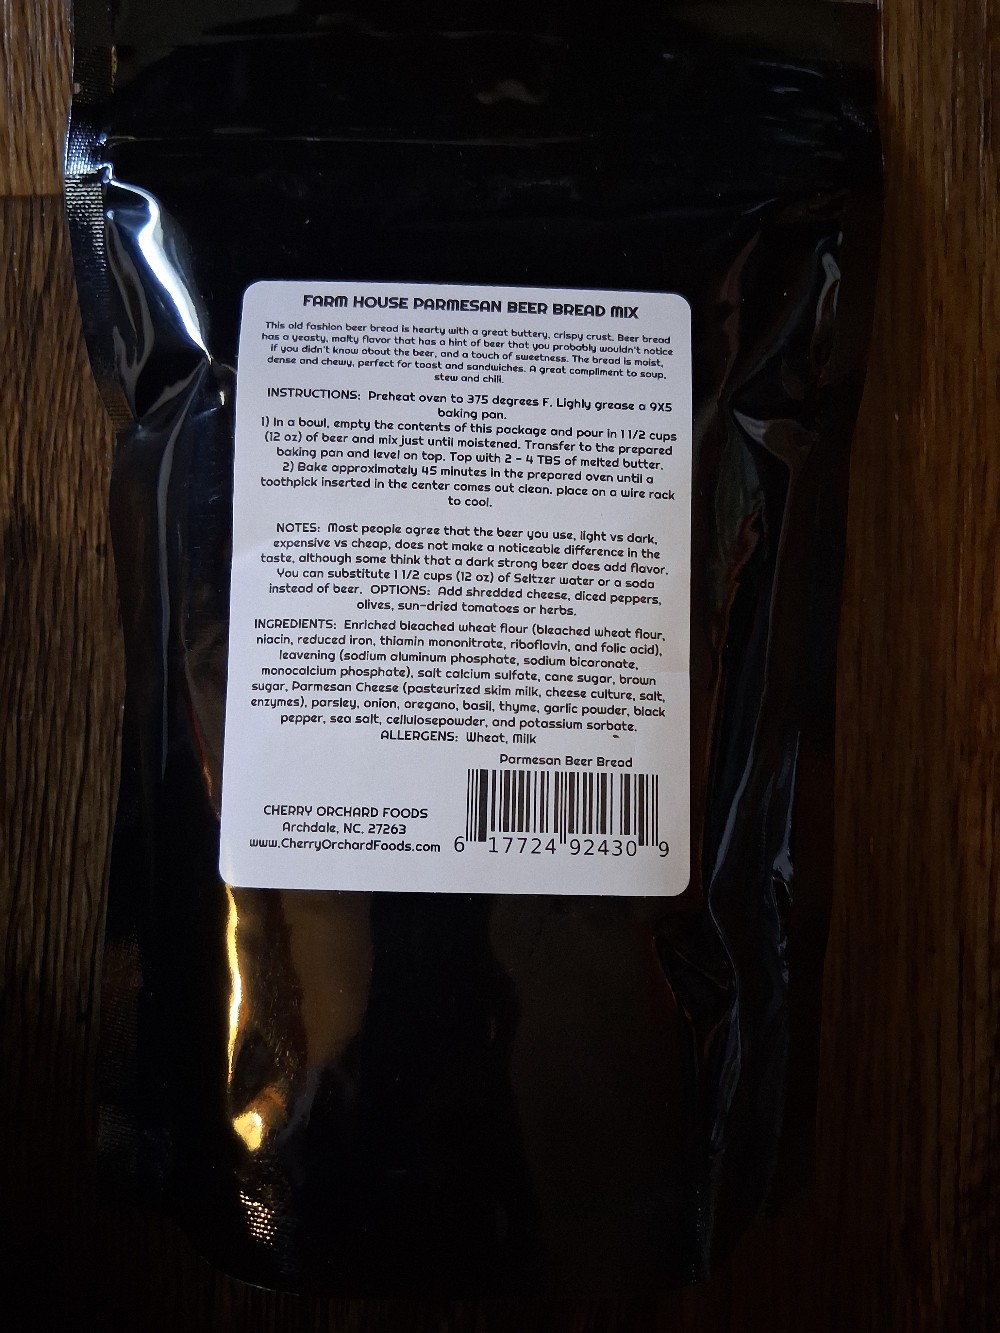 FARM HOUSE PARMESAN BEER BREAD MIX
This old fashion beer bread is hearty with a great buttery, crispy crust. Beer bread
has a yeasty, malty flavor that has a hint of beer that you probably wouldn't notice
if you didn't know about the beer, and a touch of sweetness. The bread is moist,
dense and chewy, perfect for toast and sandwiches. A great compliment to soup,
stew and chili.
INSTRUCTIONS: Preheat oven to 375 degrees F. Lighly grease a 9X5
baking pan.
1) In a bowl, empty the contents of this package and pour in 1 1/2 cups
(12 oz) of beer and mix just until moistened. Transfer to the prepared
baking pan and level on top. Top with 2 - 4 TBS of melted butter.
2) Bake approximately 45 minutes in the prepared oven until a
toothpick inserted in the center comes out clean. place on a wire rack
to cool.
NOTES: Most people agree that the beer you use, light vs dark,
expensive vs cheap, does not make a noticeable difference in the
taste, although some think that a dark strong beer does add flavor.
You can substitute 1 1/2 cups (12 oz) of Seltzer water or a soda
instead of beer. OPTIONS: Add shredded cheese, diced peppers,
olives, sun-dried tomatoes or herbs.
INGREDIENTS: Enriched bleached wheat flour (bleached wheat flour,
niacin, reduced iron, thiamin mononitrate, riboflavin, and folic acid),
leavening (sodium aluminum phosphate, sodium bicaronate,
monocalcium phosphate), salt calcium sulfate, cane sugar, brown
sugar, Parmesan Cheese (pasteurized skim milk, cheese culture, salt,
enzymes), parsley, onion, oregano, basil, thyme, garlic powder, black
pepper, sea salt, cellulosepowder, and potassium sorbate.
ALLERGENS: Wheat, Milk
Parmesan Beer Bread
CHERRY ORCHARD FOODS
Archdale, NC. 27263
www.CherryOrchardFoods.com
6 17724 92430 9